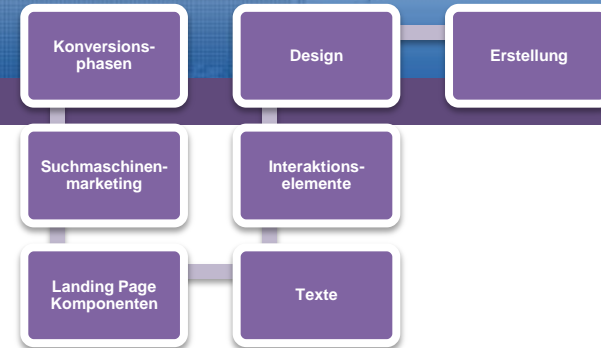 Konversions-
phasen
Suchmaschinen-
marketing
Landing Page
Komponenten
Texte
Interaktions-
elemente
Design
Erstellung